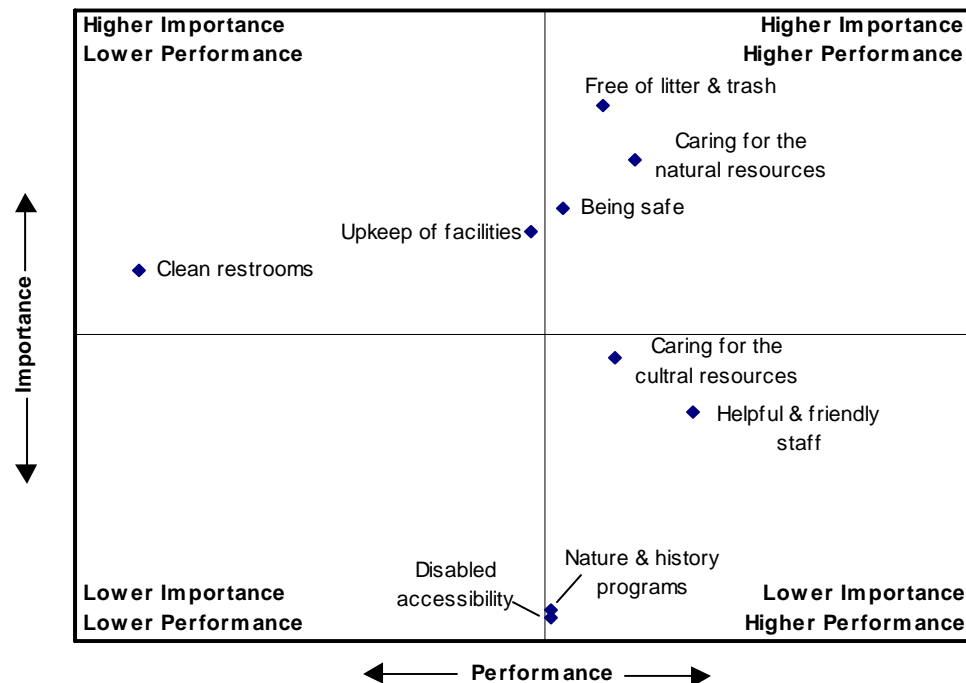 Higher Importance
Lower Performance
Higher Importance
Higher Performance
Free of litter & trash
Caring for the
natural resources
Being safe
Upkeep of facilities
Clean restrooms
Importance
Caring for the
cultral resources
Helpful & friendly
staff
Disabled
accessibility
Nature & history
programs
Lower Importance
Lower Performance
Lower Importance
Higher Performance
Performance